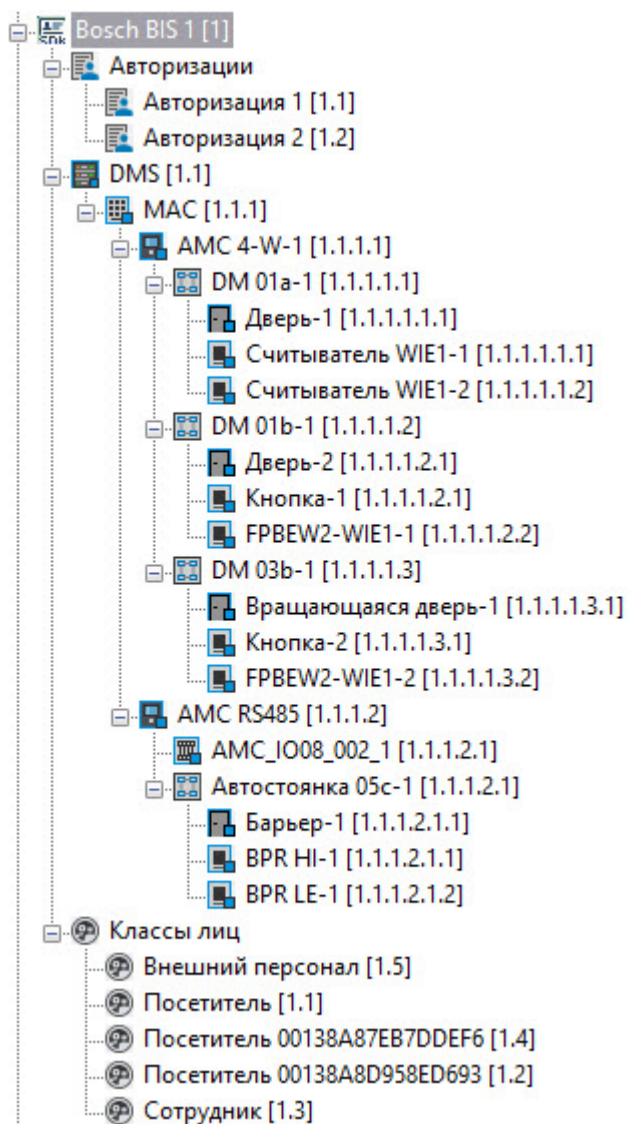 Bosch BIS 1 [1]
Авторизации
Авторизация 1 [1.1]
Авторизация 2 [1.2]
DMS [1.1]
MAC [1.1.1]
AMC 4-W-1 [1.1.1.1]
DM 01a-1 [1.1.1.1.1]
Дверь-1 [1.1.1.1.1.1]
Считыватель WIE1-1 [1.1.1.1.1.1]
Считыватель WIE1-2 [1.1.1.1.1.2]
DM 01b-1 [1.1.1.1.2]
Дверь-2 [1.1.1.1.2.1]
Кнопка-1 [1.1.1.1.2.1]
FPBEW2-WIE1-1 [1.1.1.1.2.2]
DM 03b-1 [1.1.1.1.3]
Вращающаяся дверь-1 [1.1.1.1.3.1]
Кнопка-2 [1.1.1.1.3.1]
FPBEW2-WIE1-2 [1.1.1.1.3.2]
AMC RS485 [1.1.1.2]
AMC_IO08_002_1 [1.1.1.2.1]
Автостоянка 05c-1 [1.1.1.2.1]
Барьер-1 [1.1.1.2.1.1]
BPR HI-1 [1.1.1.2.1.1]
BPR LE-1 [1.1.1.2.1.2]
Классы лиц
Внешний персонал [1.5]
Посетитель [1.1]
Посетитель 00138A87EB7DDEF6 [1.4]
Посетитель 00138A8D958ED693 [1.2]
Сотрудник [1.3]